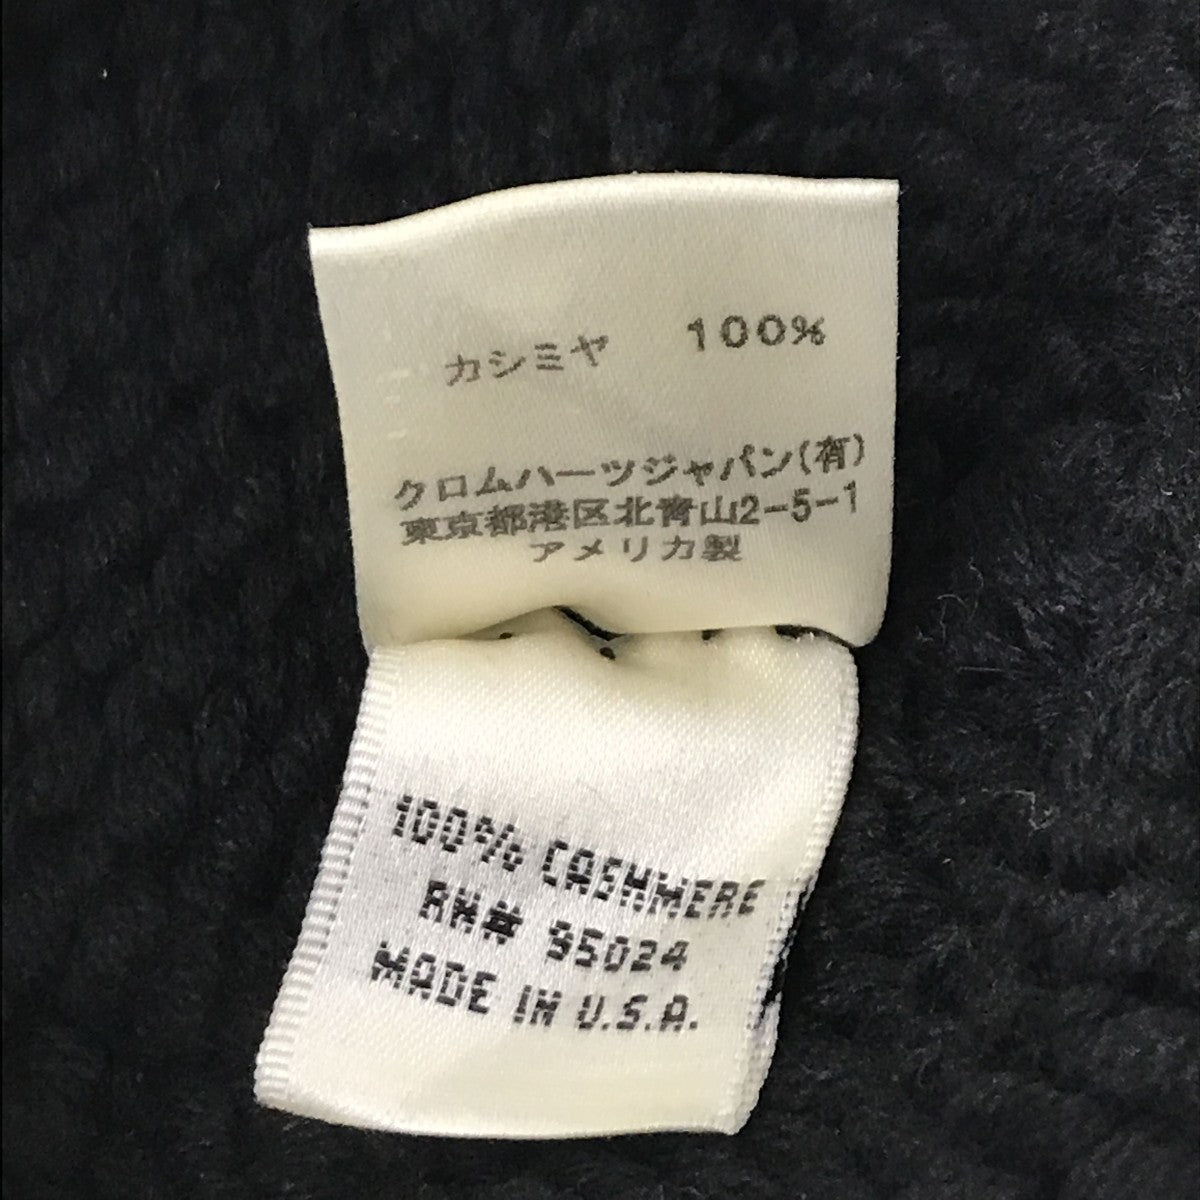 カシミヤ 100%
クロムハーツジャパン(有)
東京都港区北青山2-5-1
アメリカ製
100% CASHMERE
RN# 95024
MADE IN U.S.A.